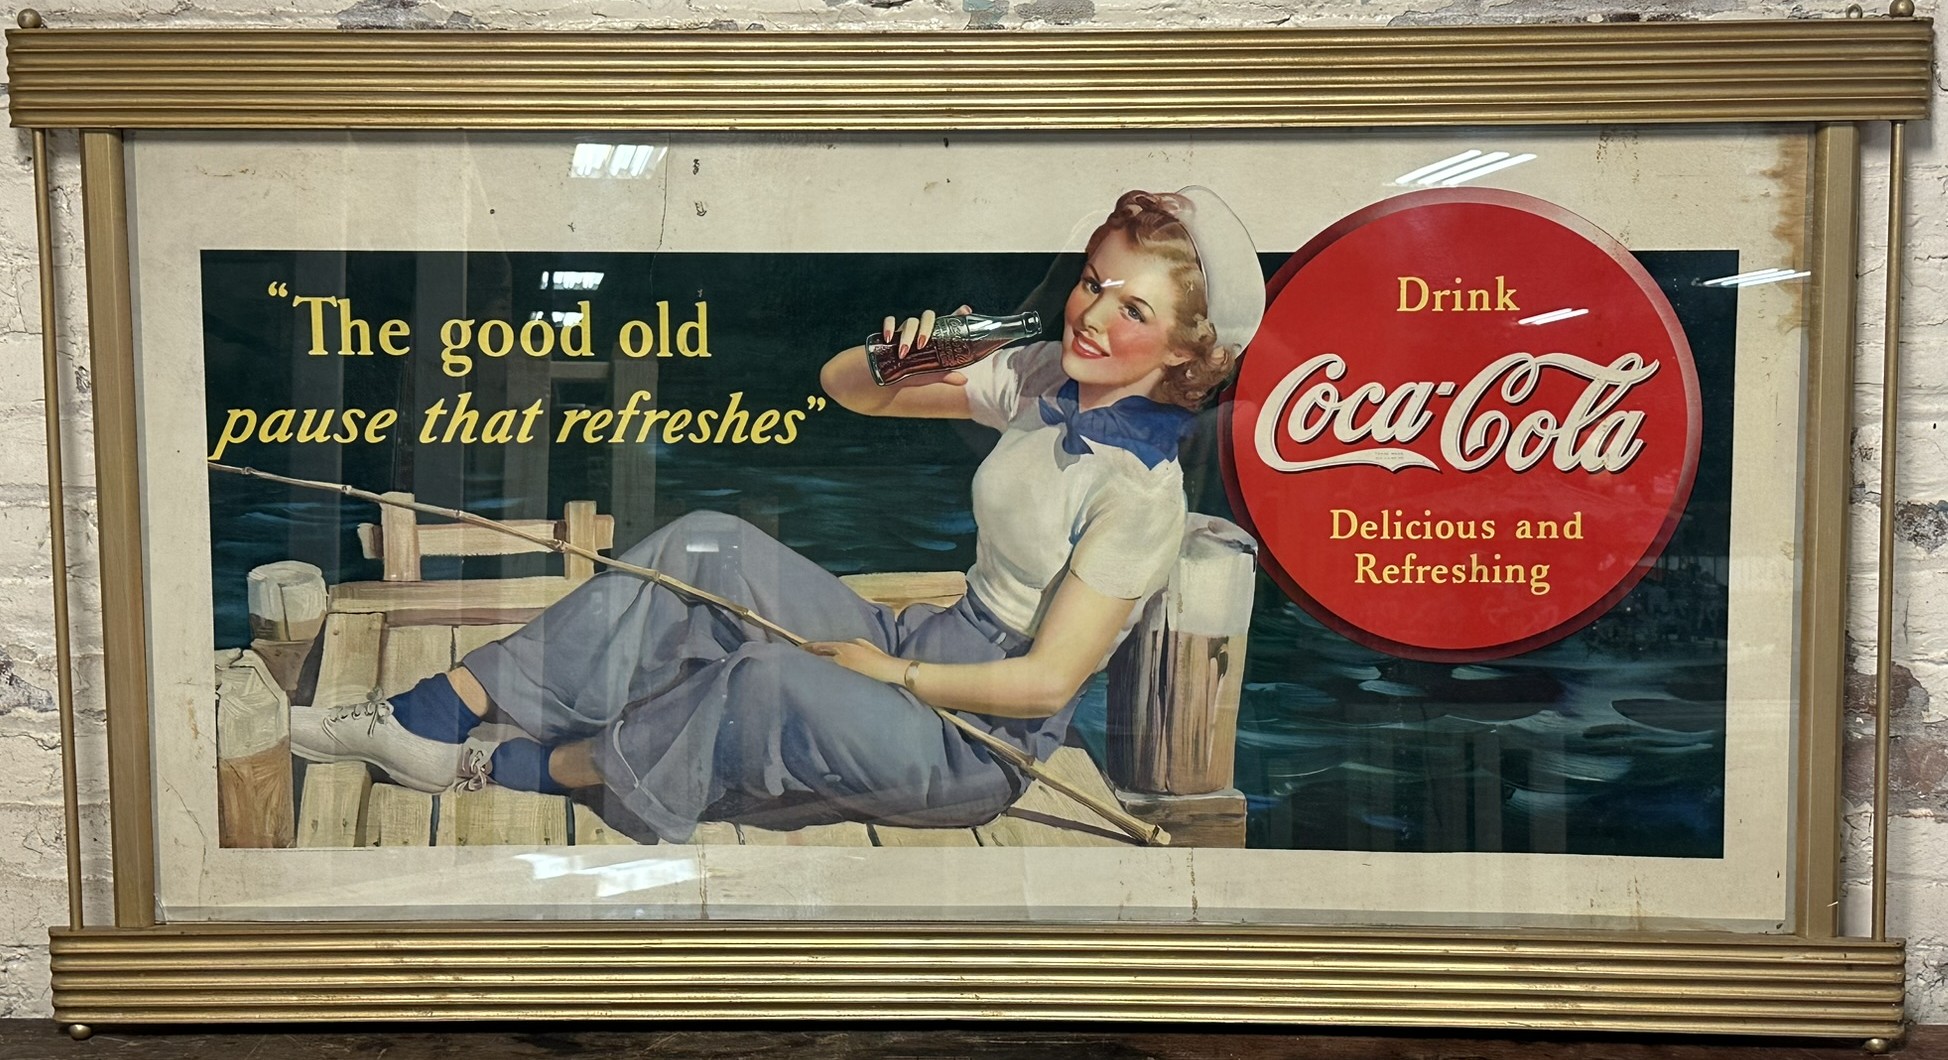 “The good old
pause that refreshes”
Drink
Coca-Cola
Delicious and
Refreshing